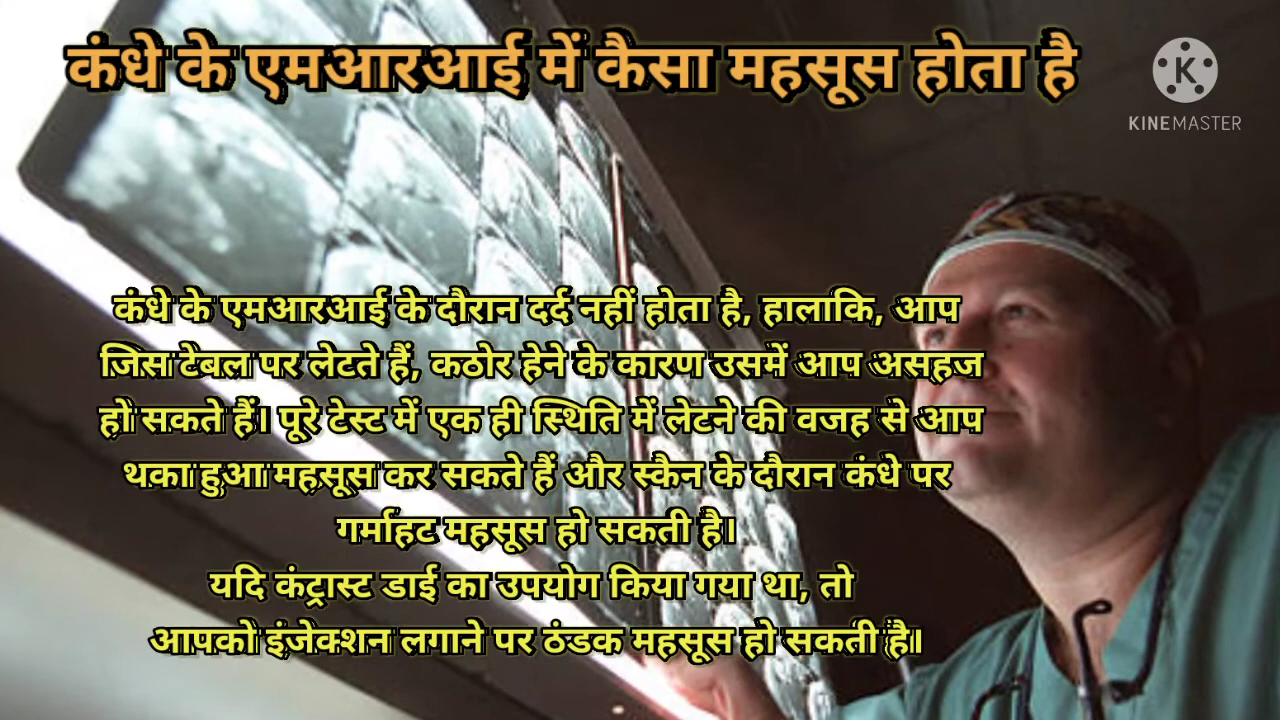 कंधे के एमआरआई में कैसा महसूस होता है
K
KINEMASTER
कंधे के एमआरआई के दौरान दर्द नहीं होता है, हालाकि, आप
जिस टेबल पर लेटते हैं, कठोर हेने के कारण उसमें आप असहज
हो सकते हैं। पूरे टेस्ट में एक ही स्थिति में लेटने की वजह से आप
थका हुआ महसूस कर सकते हैं और स्कैन के दौरान कंधे पर
गर्माहट महसूस हो सकती है।
यदि कंट्रास्ट डाई का उपयोग किया गया था, तो
आपको इंजेक्शन लगाने पर ठंडक महसूस हो सकती है।